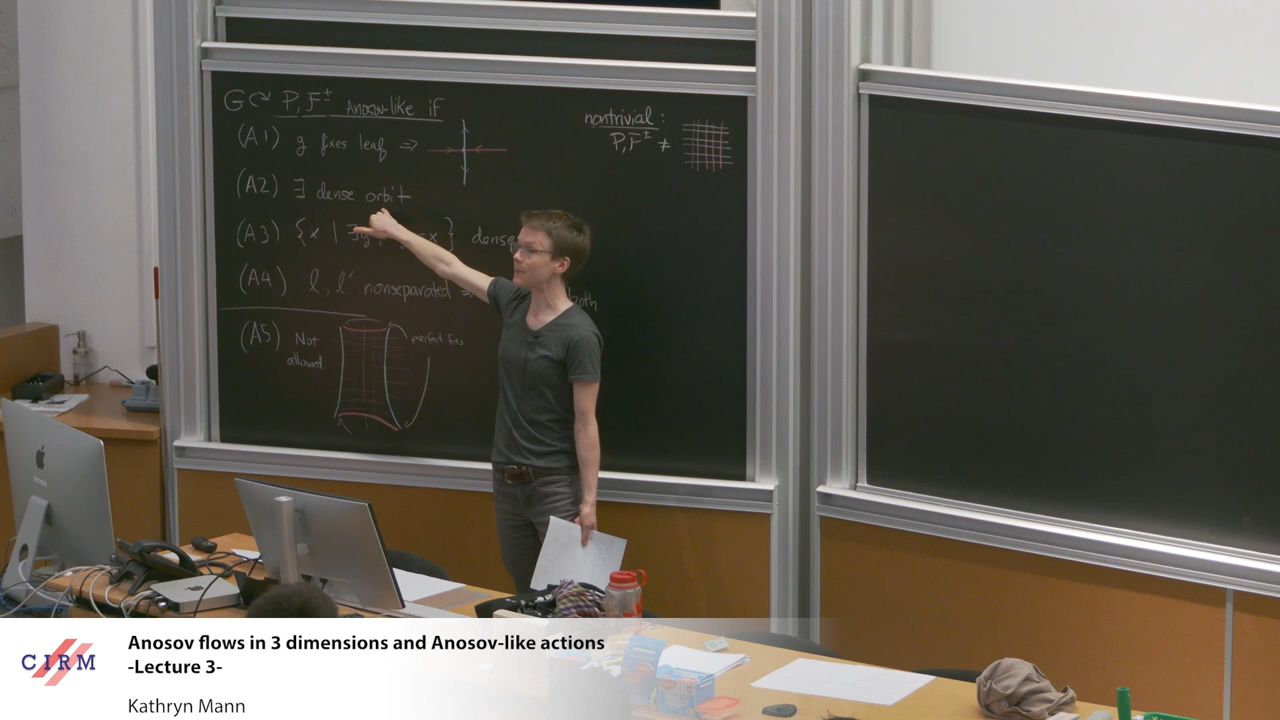 G ↷ P, F± Anosov-like if
(A1) g fixes leaf ⇒
(A2) ∃ dense orbit
(A3) {x | ∃g, x} dense
(A4) l, l' nonseparated ⇒ both
(A5) Not allowed.
perfect fits
nontrivial :
P, F± ≠
CIRM
Anosov flows in 3 dimensions and Anosov-like actions
-Lecture 3-
Kathryn Mann